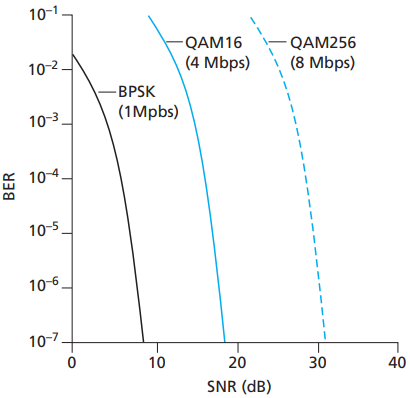 10⁻¹
10⁻²
10⁻³
10⁻⁴
10⁻⁵
10⁻⁶
10⁻⁷
BER
QAM16
(4 Mbps)
QAM256
(8 Mbps)
BPSK
(1Mpbs)
0 10 20 30 40
SNR (dB)